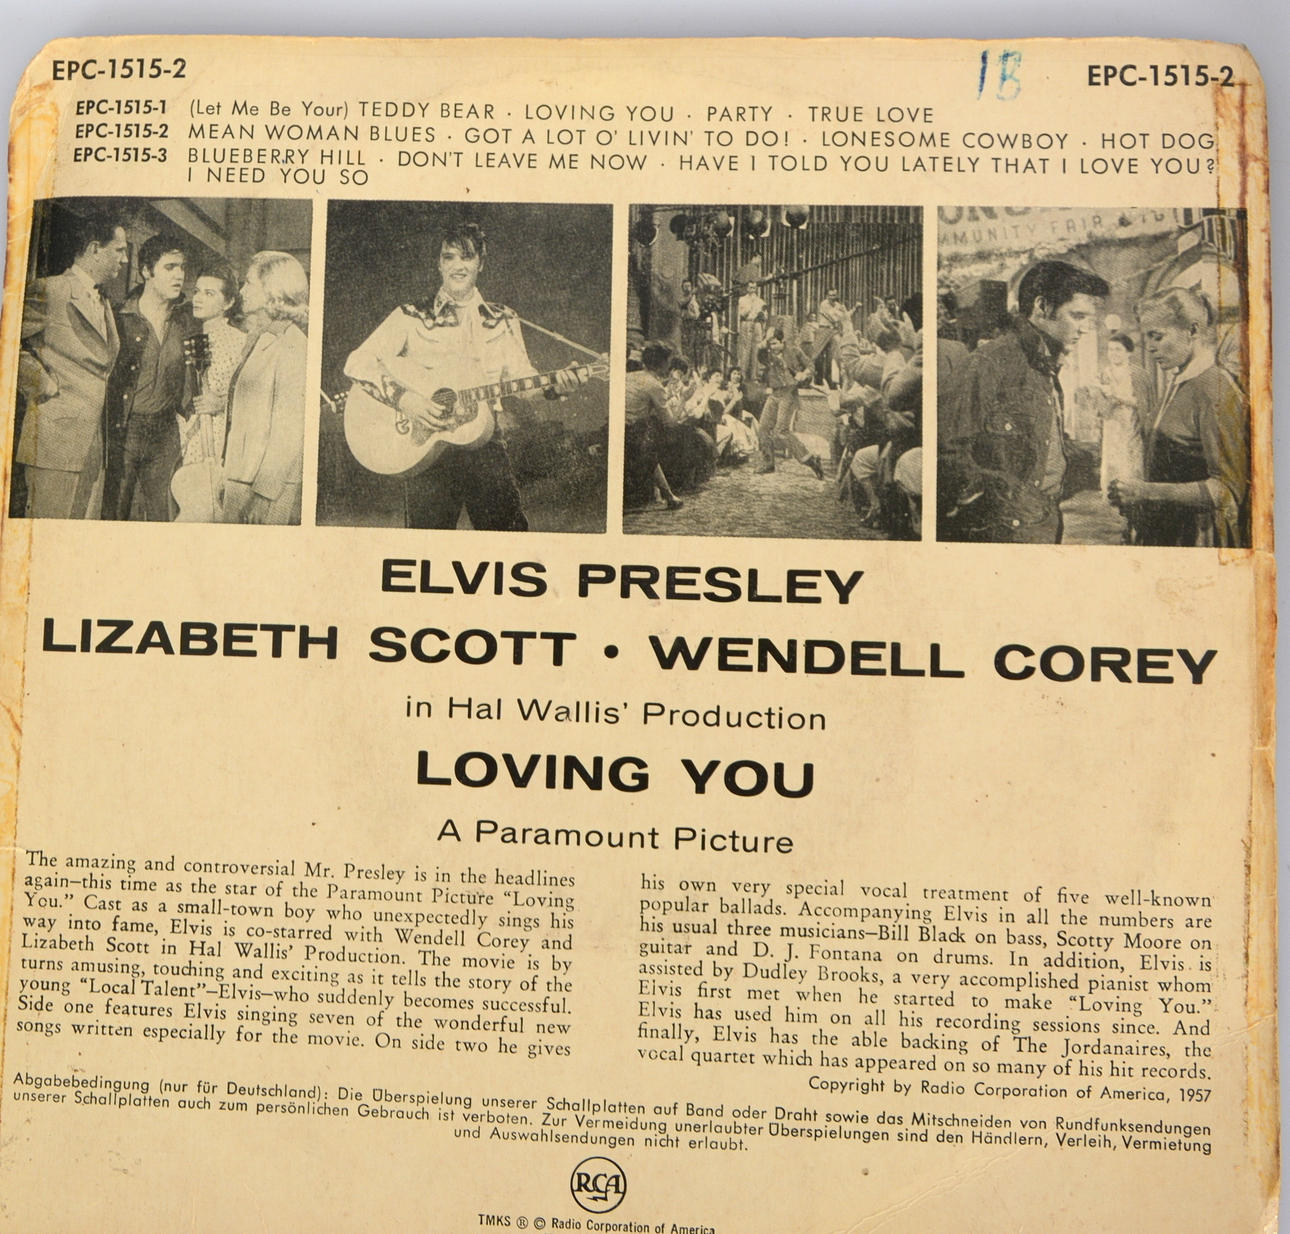 EPC-1515-2
1B
EPC-1515-2
EPC-1515-1 (Let Me Be Your) TEDDY BEAR · LOVING YOU · PARTY · TRUE LOVE
EPC-1515-2 MEAN WOMAN BLUES · GOT A LOT O' LIVIN' TO DO! · LONESOME COWBOY · HOT DOG
EPC-1515-3 BLUEBERRY HILL · DON'T LEAVE ME NOW · HAVE I TOLD YOU LATELY THAT I LOVE YOU?
I NEED YOU SO
MMUNITY FAIR
ELVIS PRESLEY
LIZABETH SCOTT • WENDELL COREY
in Hal Wallis' Production
LOVING YOU
A Paramount Picture
The amazing and controversial Mr. Presley is in the headlines
again—this time as the star of the Paramount Picture "Loving
You." Cast as a small-town boy who unexpectedly sings his
way into fame, Elvis is co-starred with Wendell Corey and
Lizabeth Scott in Hal Wallis' Production. The movie is by
turns amusing, touching and exciting as it tells the story of the
young "Local Talent"—Elvis—who suddenly becomes successful.
Side one features Elvis singing seven of the wonderful new
songs written especially for the movie. On side two he gives
his own very special vocal treatment of five well-known
popular ballads. Accompanying Elvis in all the numbers are
his usual three musicians—Bill Black on bass, Scotty Moore on
guitar and D. J. Fontana on drums. In addition, Elvis is
assisted by Dudley Brooks, a very accomplished pianist whom
Elvis first met when he started to make "Loving You."
Elvis has used him on all his recording sessions since. And
finally, Elvis has the able backing of The Jordanaires, the
vocal quartet which has appeared on so many of his hit records.
Copyright by Radio Corporation of America, 1957
Abgabebedingung (nur für Deutschland): Die Überspielung unserer Schallplatten auf Band oder Draht sowie das Mitschneiden von Rundfunksendungen
unserer Schallplatten auch zum persönlichen Gebrauch ist verboten. Zur Vermeidung unerlaubter Überspielungen sind den Händlern, Verleih, Vermietung
und Auswahlsendungen nicht erlaubt.
RCA
TMKS ® © Radio Corporation of America